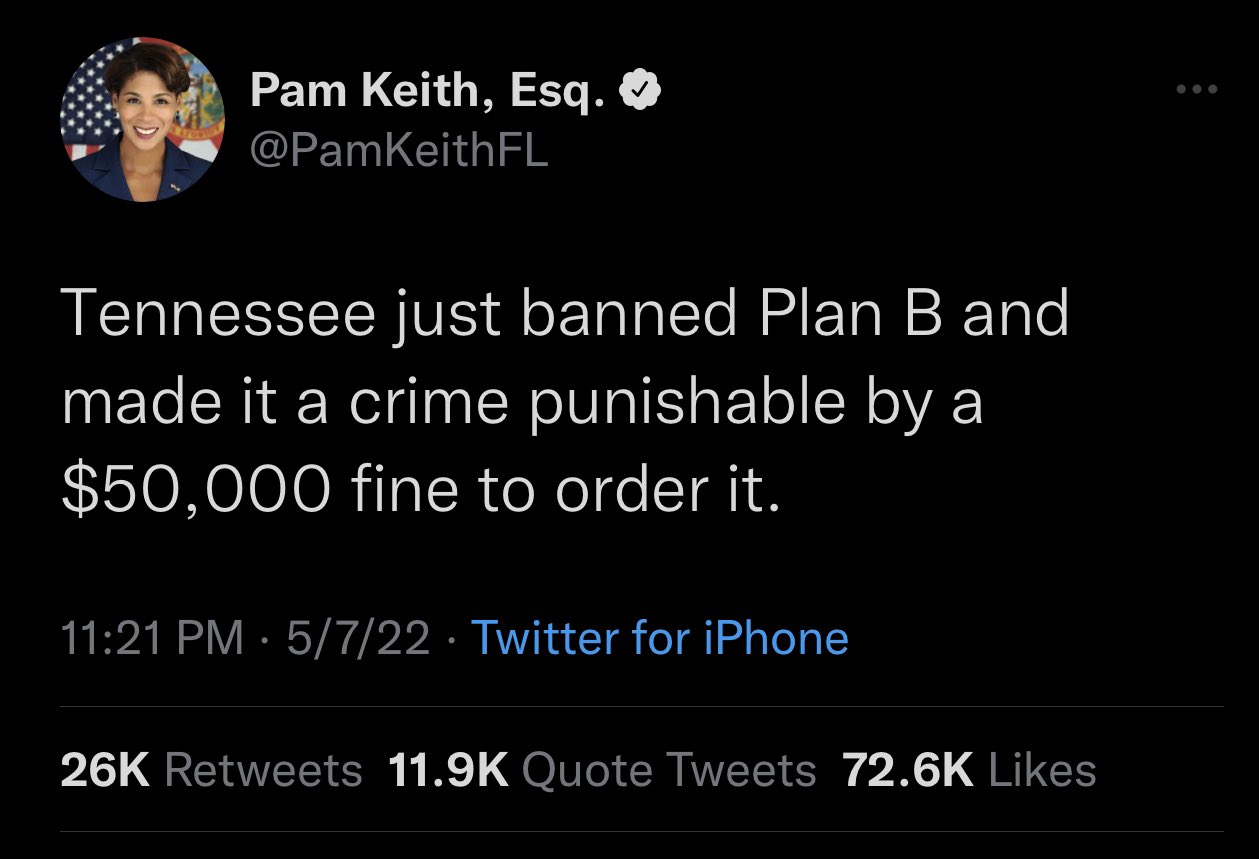 Pam Keith, Esq.
@PamKeithFL
Tennessee just banned Plan B and
made it a crime punishable by a
$50,000 fine to order it.
11:21 PM · 5/7/22 · Twitter for iPhone
26K Retweets 11.9K Quote Tweets 72.6K Likes